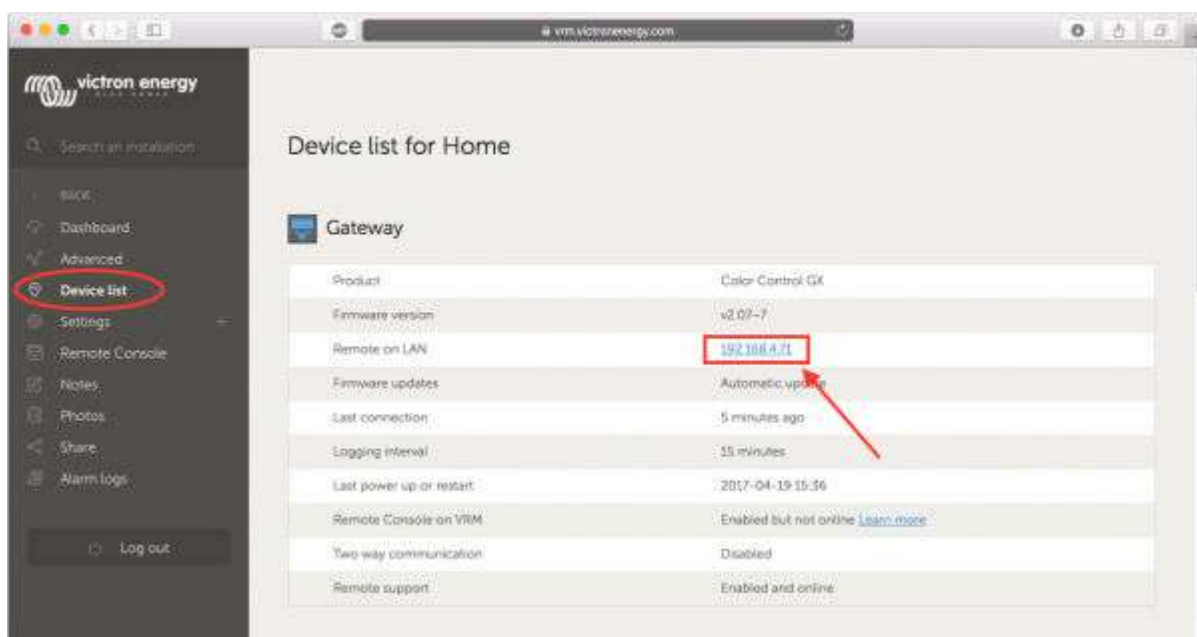 vrm.victronenergy.com
victron energy
BLUE POWER
Search an installation
BACK
Dashboard
Advanced
Device list
Settings
Remote Console
Notes
Photos
Share
Alarm logs
Log out
Device list for Home
Gateway
Product Color Control GX
Firmware version v2.07~7
Remote on LAN 192.168.4.71
Firmware updates Automatic update
Last connection 5 minutes ago
Logging interval 15 minutes
Last power up or restart 2017-04-19 15:36
Remote Console on VRM Enabled but not online Learn more
Two way communication Disabled
Remote support Enabled and online